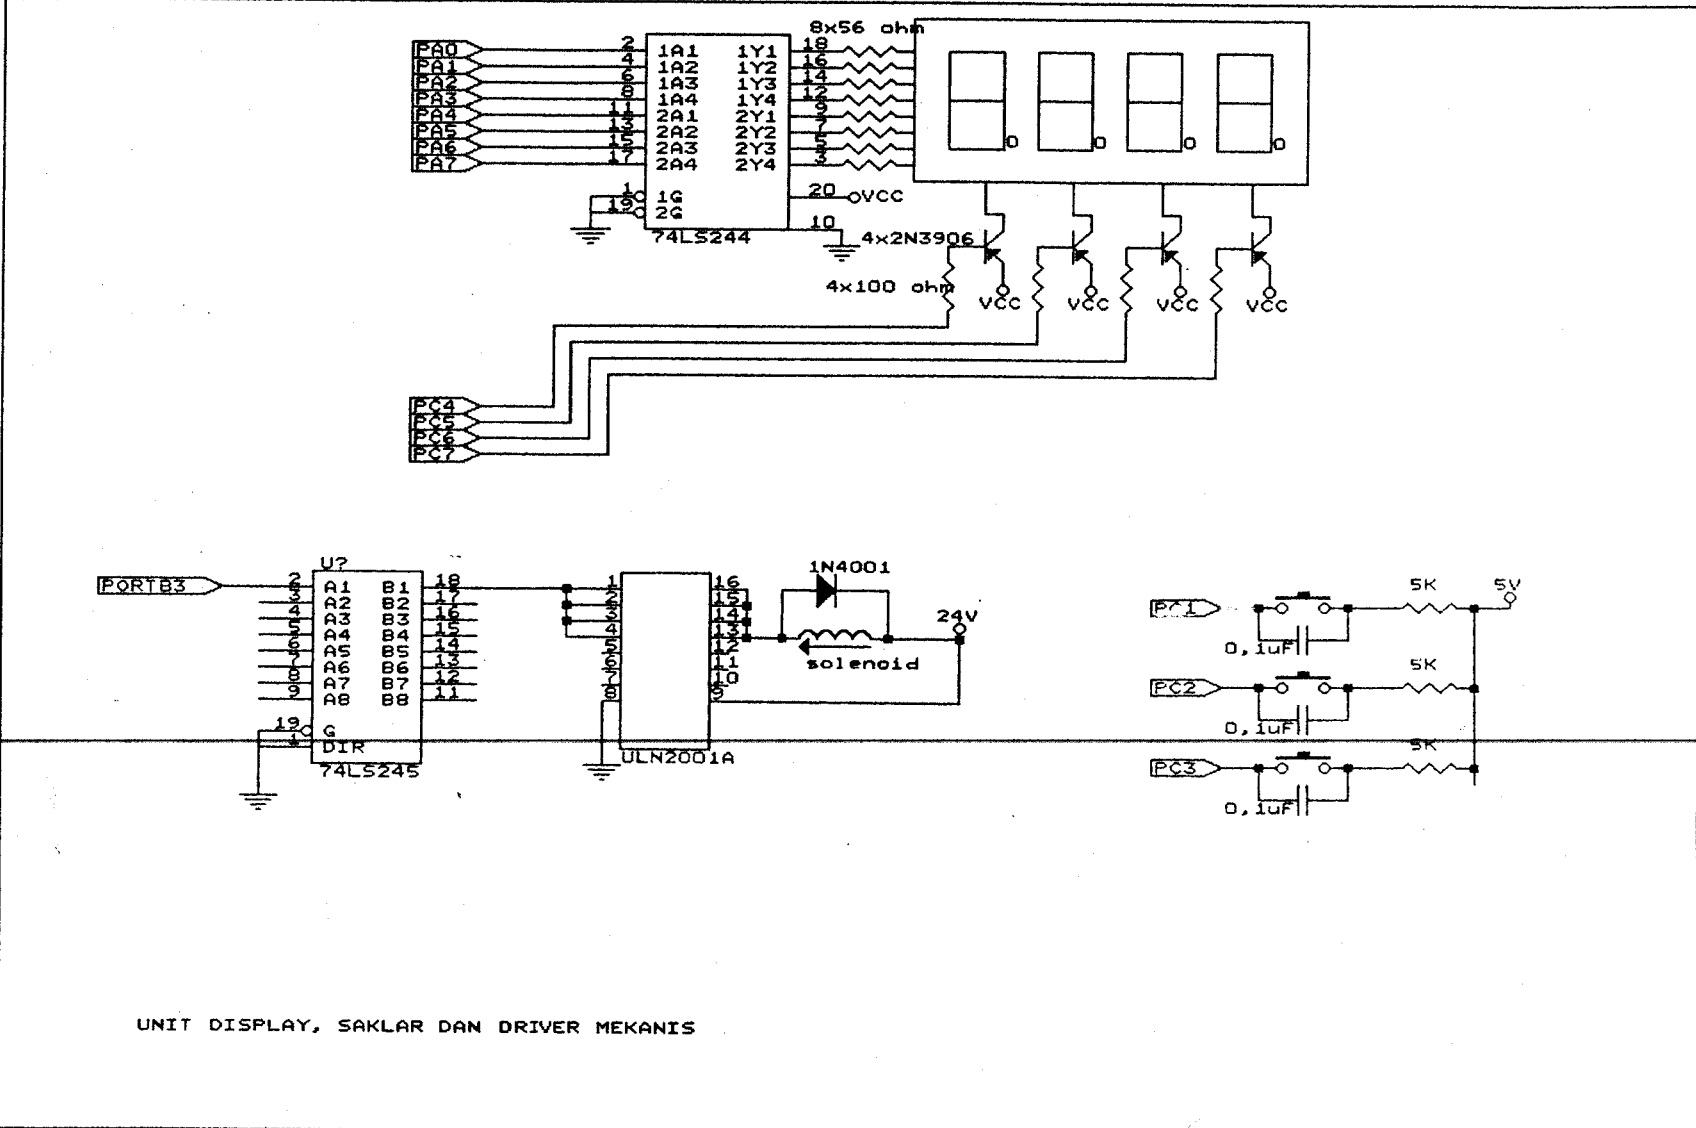 8x56 ohm
PA0 2 1A1 1Y1 18
PA1 4 1A2 1Y2 16
PA2 6 1A3 1Y3 14
PA3 8 1A4 1Y4 12
PA4 11 2A1 2Y1 9
PA5 13 2A2 2Y2 7
PA6 15 2A3 2Y3 5
PA7 17 2A4 2Y4 3
1 1G 20 VCC
19 2G 10
74LS244 4x2N3906
4x100 ohm
VCC VCC VCC VCC
PC4
PC5
PC6
PC7
U?
PORTB3 2 A1 B1 18
3 A2 B2 17
4 A3 B3 16
5 A4 B4 15
6 A5 B5 14
7 A6 B6 13
8 A7 B7 12
9 A8 B8 11
19 G
1 DIR
74LS245
1 16
2 15
3 14
4 13
5 12
6 11
7 10
8 9
ULN2001A
1N4001
24V
solenoid
5K 5V
PC1
0,1uF
5K
PC2
0,1uF
5K
PC3
0,1uF
UNIT DISPLAY, SAKLAR DAN DRIVER MEKANIS